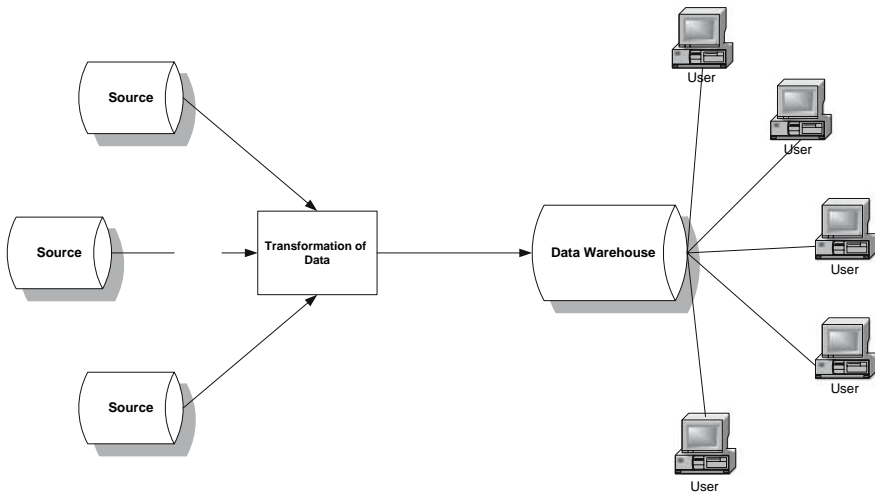 Source
Source
Source
Transformation of
Data
Data Warehouse
User
User
User
User
User